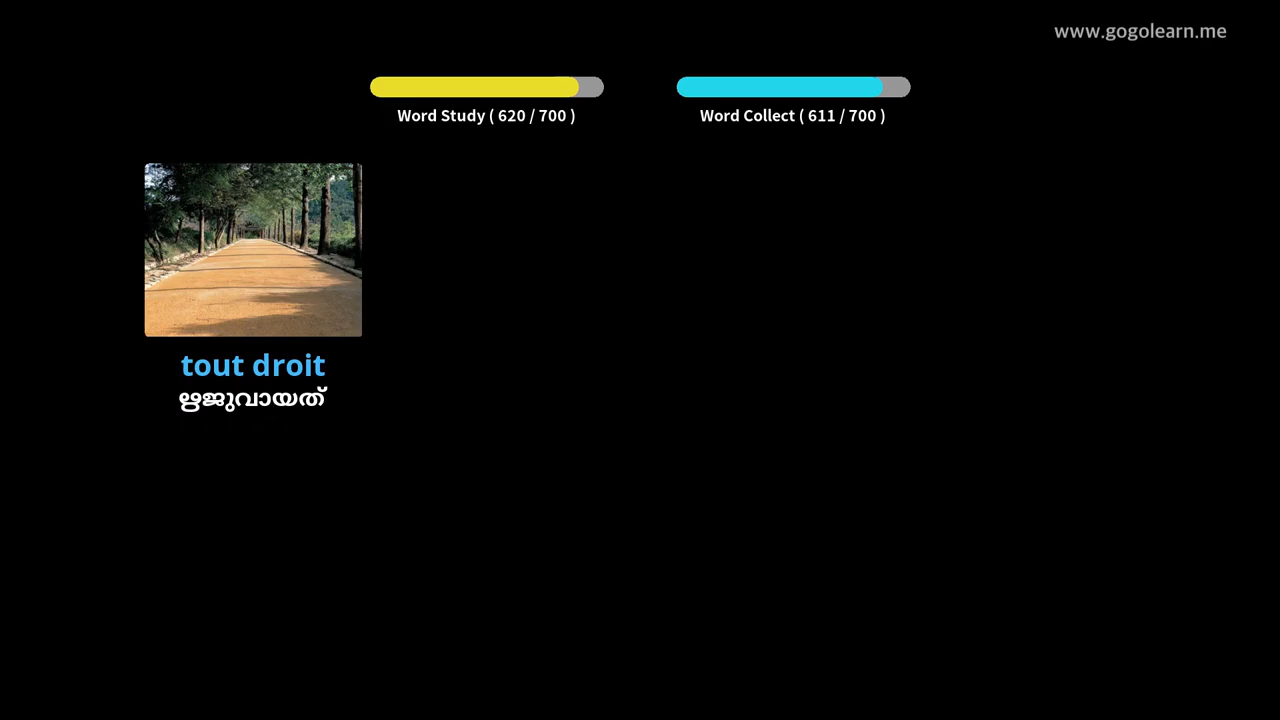 www.gogolearn.me
Word Study ( 620 / 700 )
Word Collect ( 611 / 700 )
tout droit
ഋജുവായത്